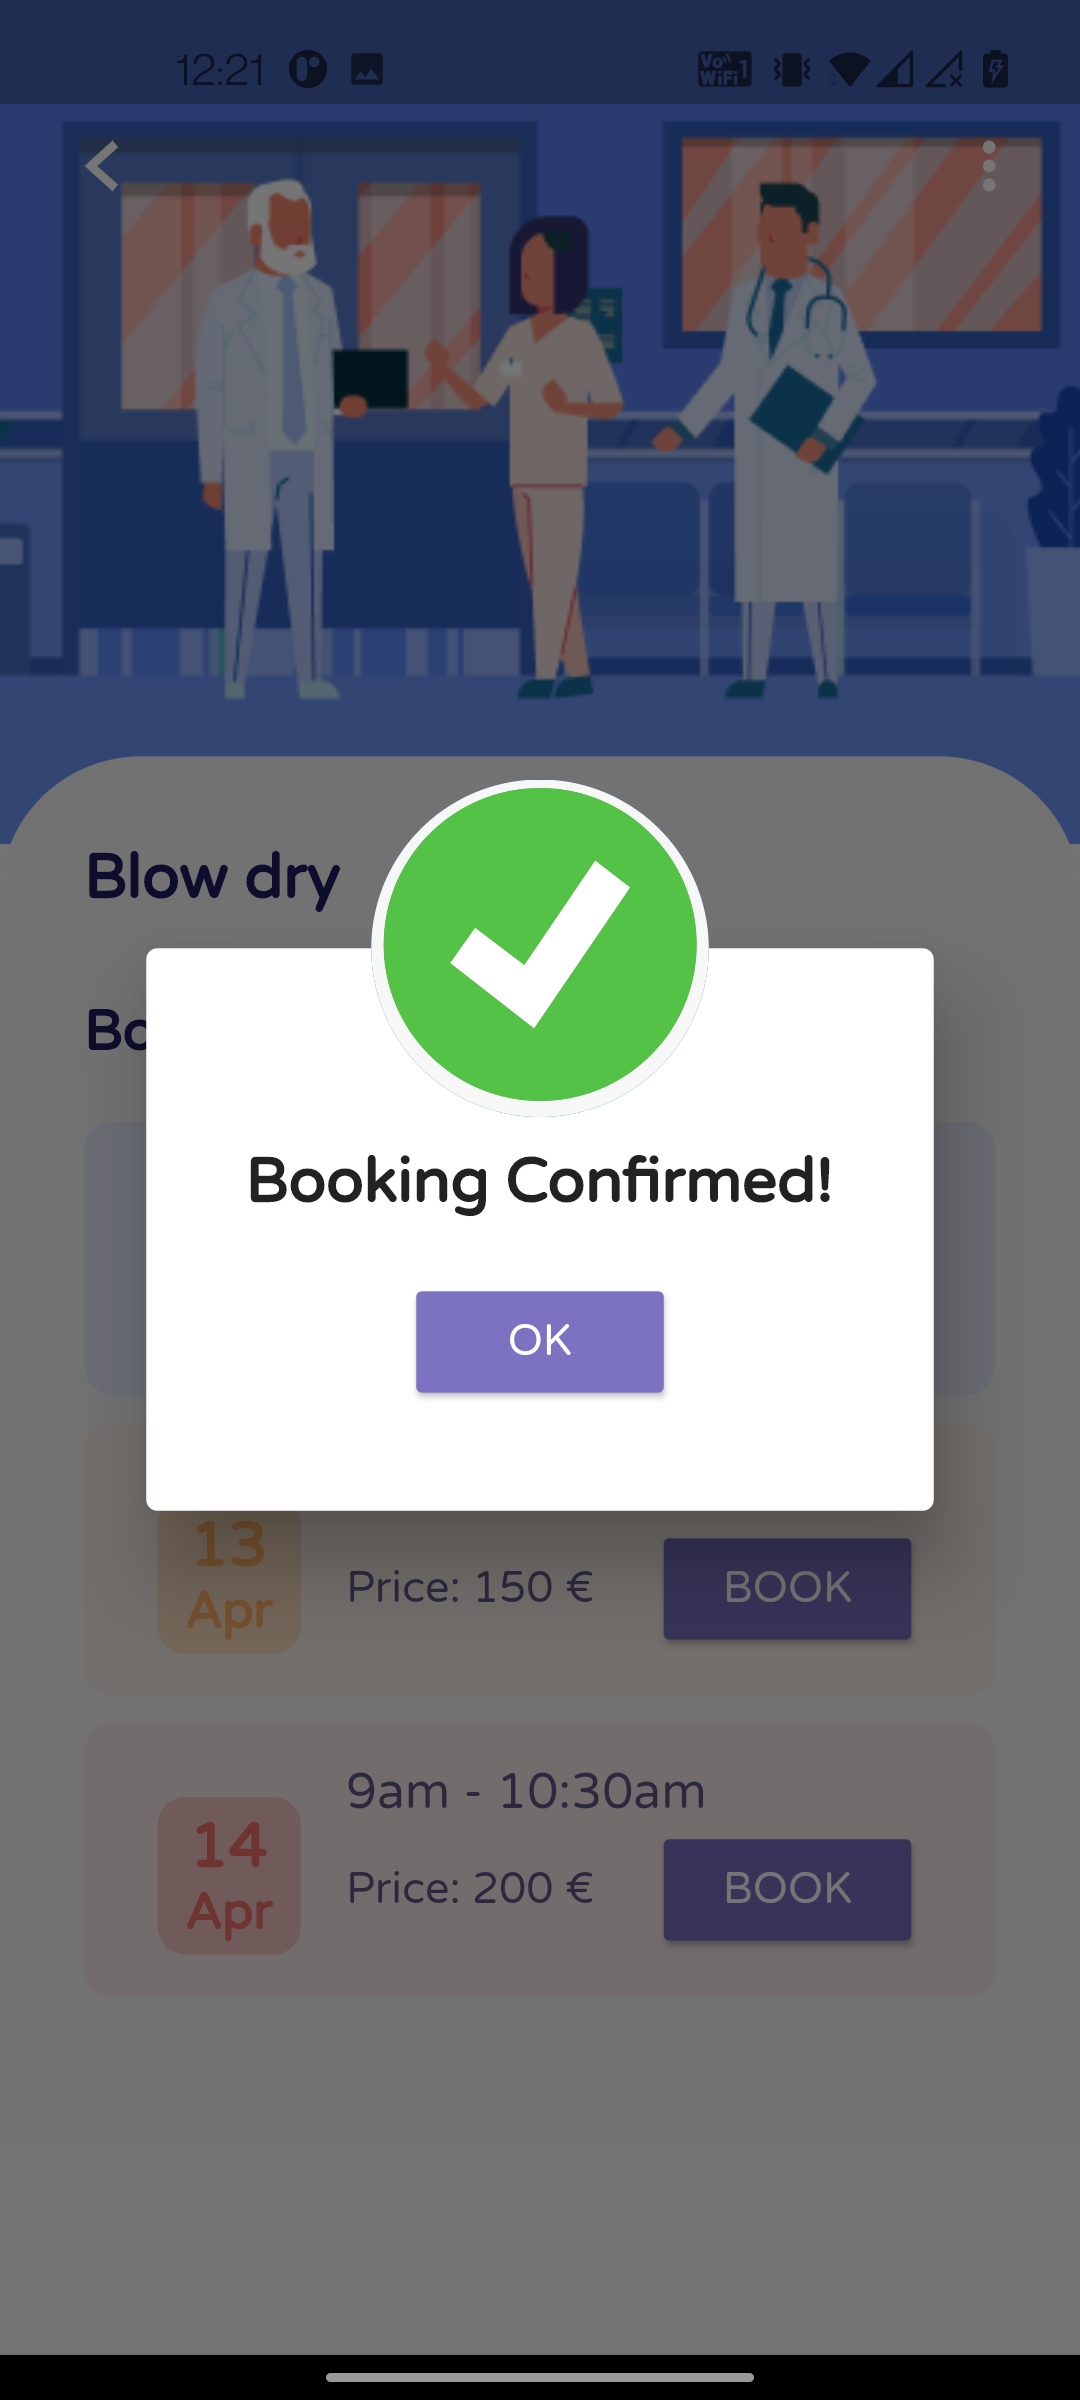 12:21
Vo WiFi 1
Blow dry
Bo
Booking Confirmed!
OK
13
Apr
Price: 150 €
BOOK
9am - 10:30am
14
Apr
Price: 200 €
BOOK